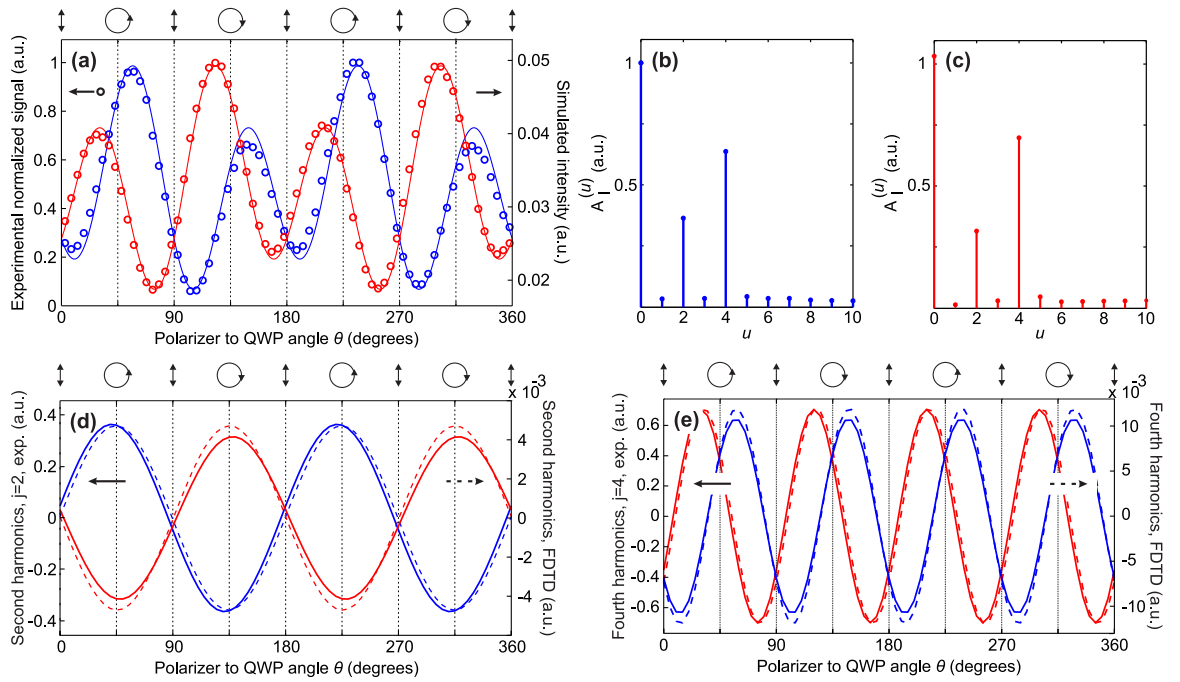 (a)
Experimental normalized signal (a.u.)
1
0.8
0.6
0.4
0.2
0
0.05
0.04
0.03
0.02
Simulated intensity (a.u.)
0 90 180 270 360
Polarizer to QWP angle θ (degrees)
(b)
A_I^(u) (a.u.)
1
0.5
0 2 4 6 8 10
u
(c)
A_I^(u) (a.u.)
1
0.5
0 2 4 6 8 10
u
(d)
Second harmonics, j=2, exp. (a.u.)
0.4
0.2
0
-0.2
-0.4
x 10^-3
4
2
0
-2
-4
Second harmonics, FDTD (a.u.)
0 90 180 270 360
Polarizer to QWP angle θ (degrees)
(e)
Fourth harmonics, j=4, exp. (a.u.)
0.6
0.4
0.2
0
-0.2
-0.4
-0.6
x 10^-3
10
5
0
-5
-10
Fourth harmonics, FDTD (a.u.)
0 90 180 270 360
Polarizer to QWP angle θ (degrees)